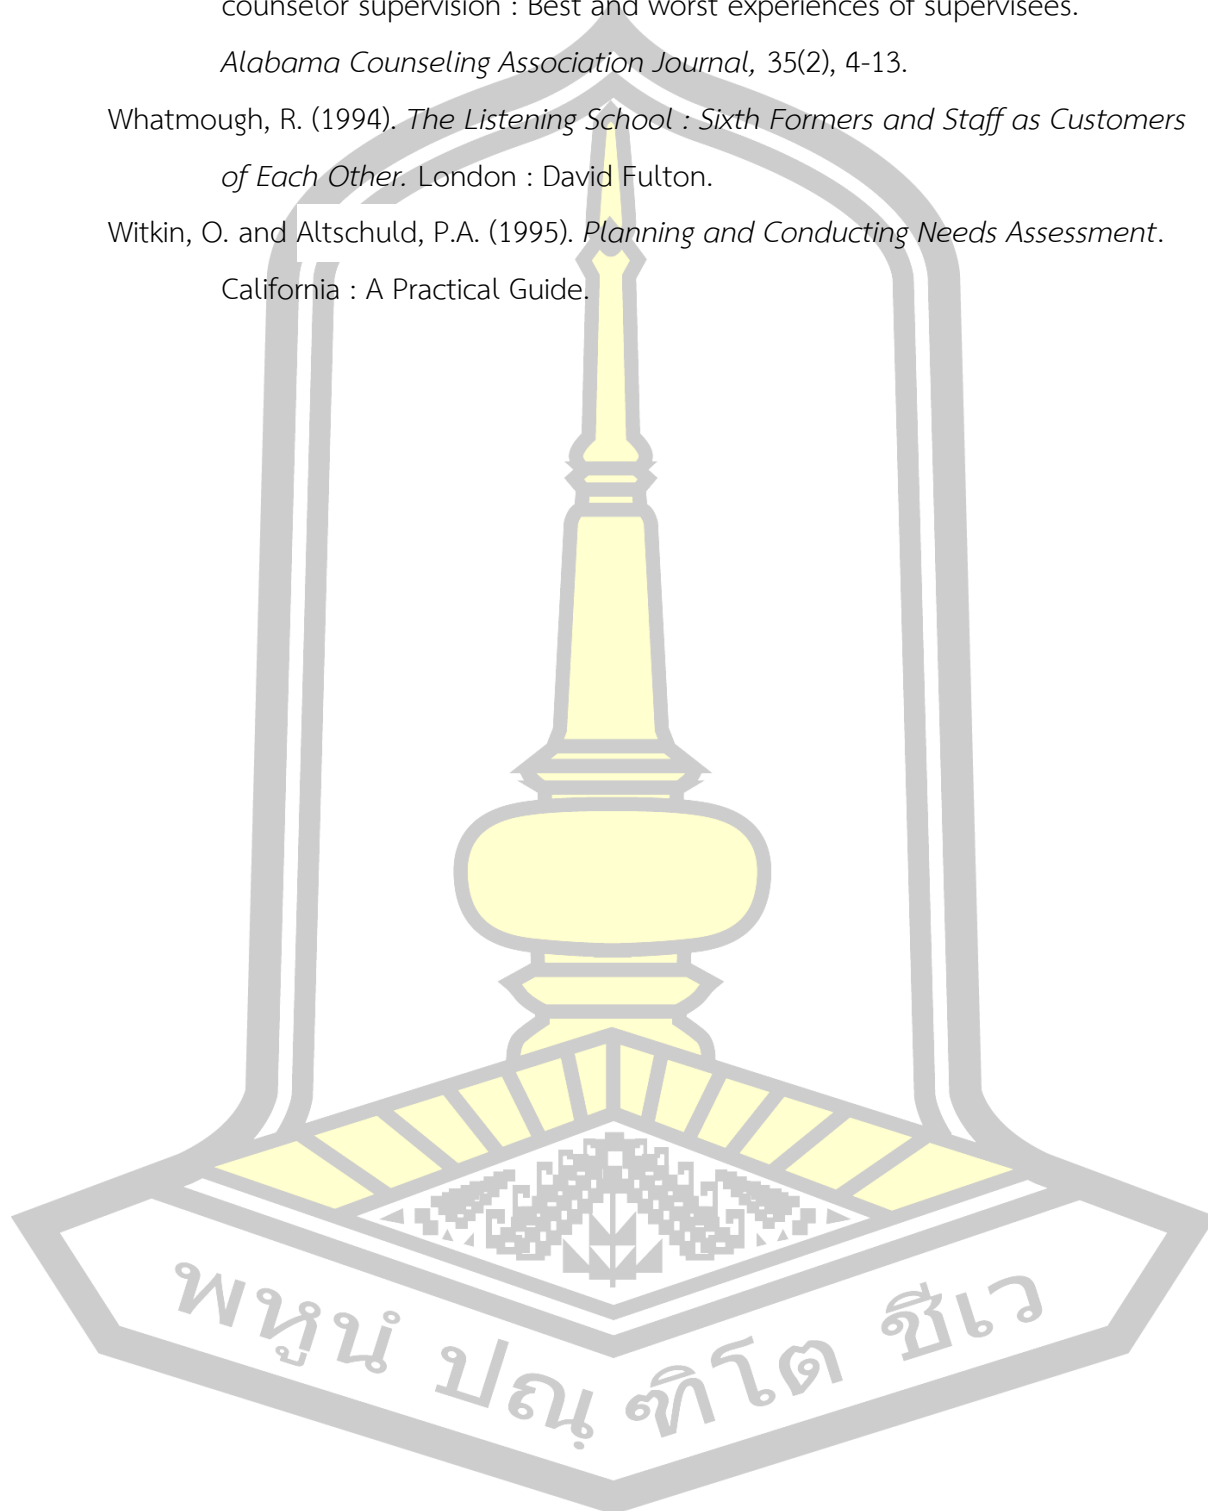 counselor supervision : Best and worst experiences of supervisees.
Alabama Counseling Association Journal, 35(2), 4-13.
Whatmough, R. (1994). The Listening School : Sixth Formers and Staff as Customers
of Each Other. London : David Fulton.
Witkin, O. and Altschuld, P.A. (1995). Planning and Conducting Needs Assessment.
California : A Practical Guide.
พหูนํ ปณฺ ฑิโต ชีเว